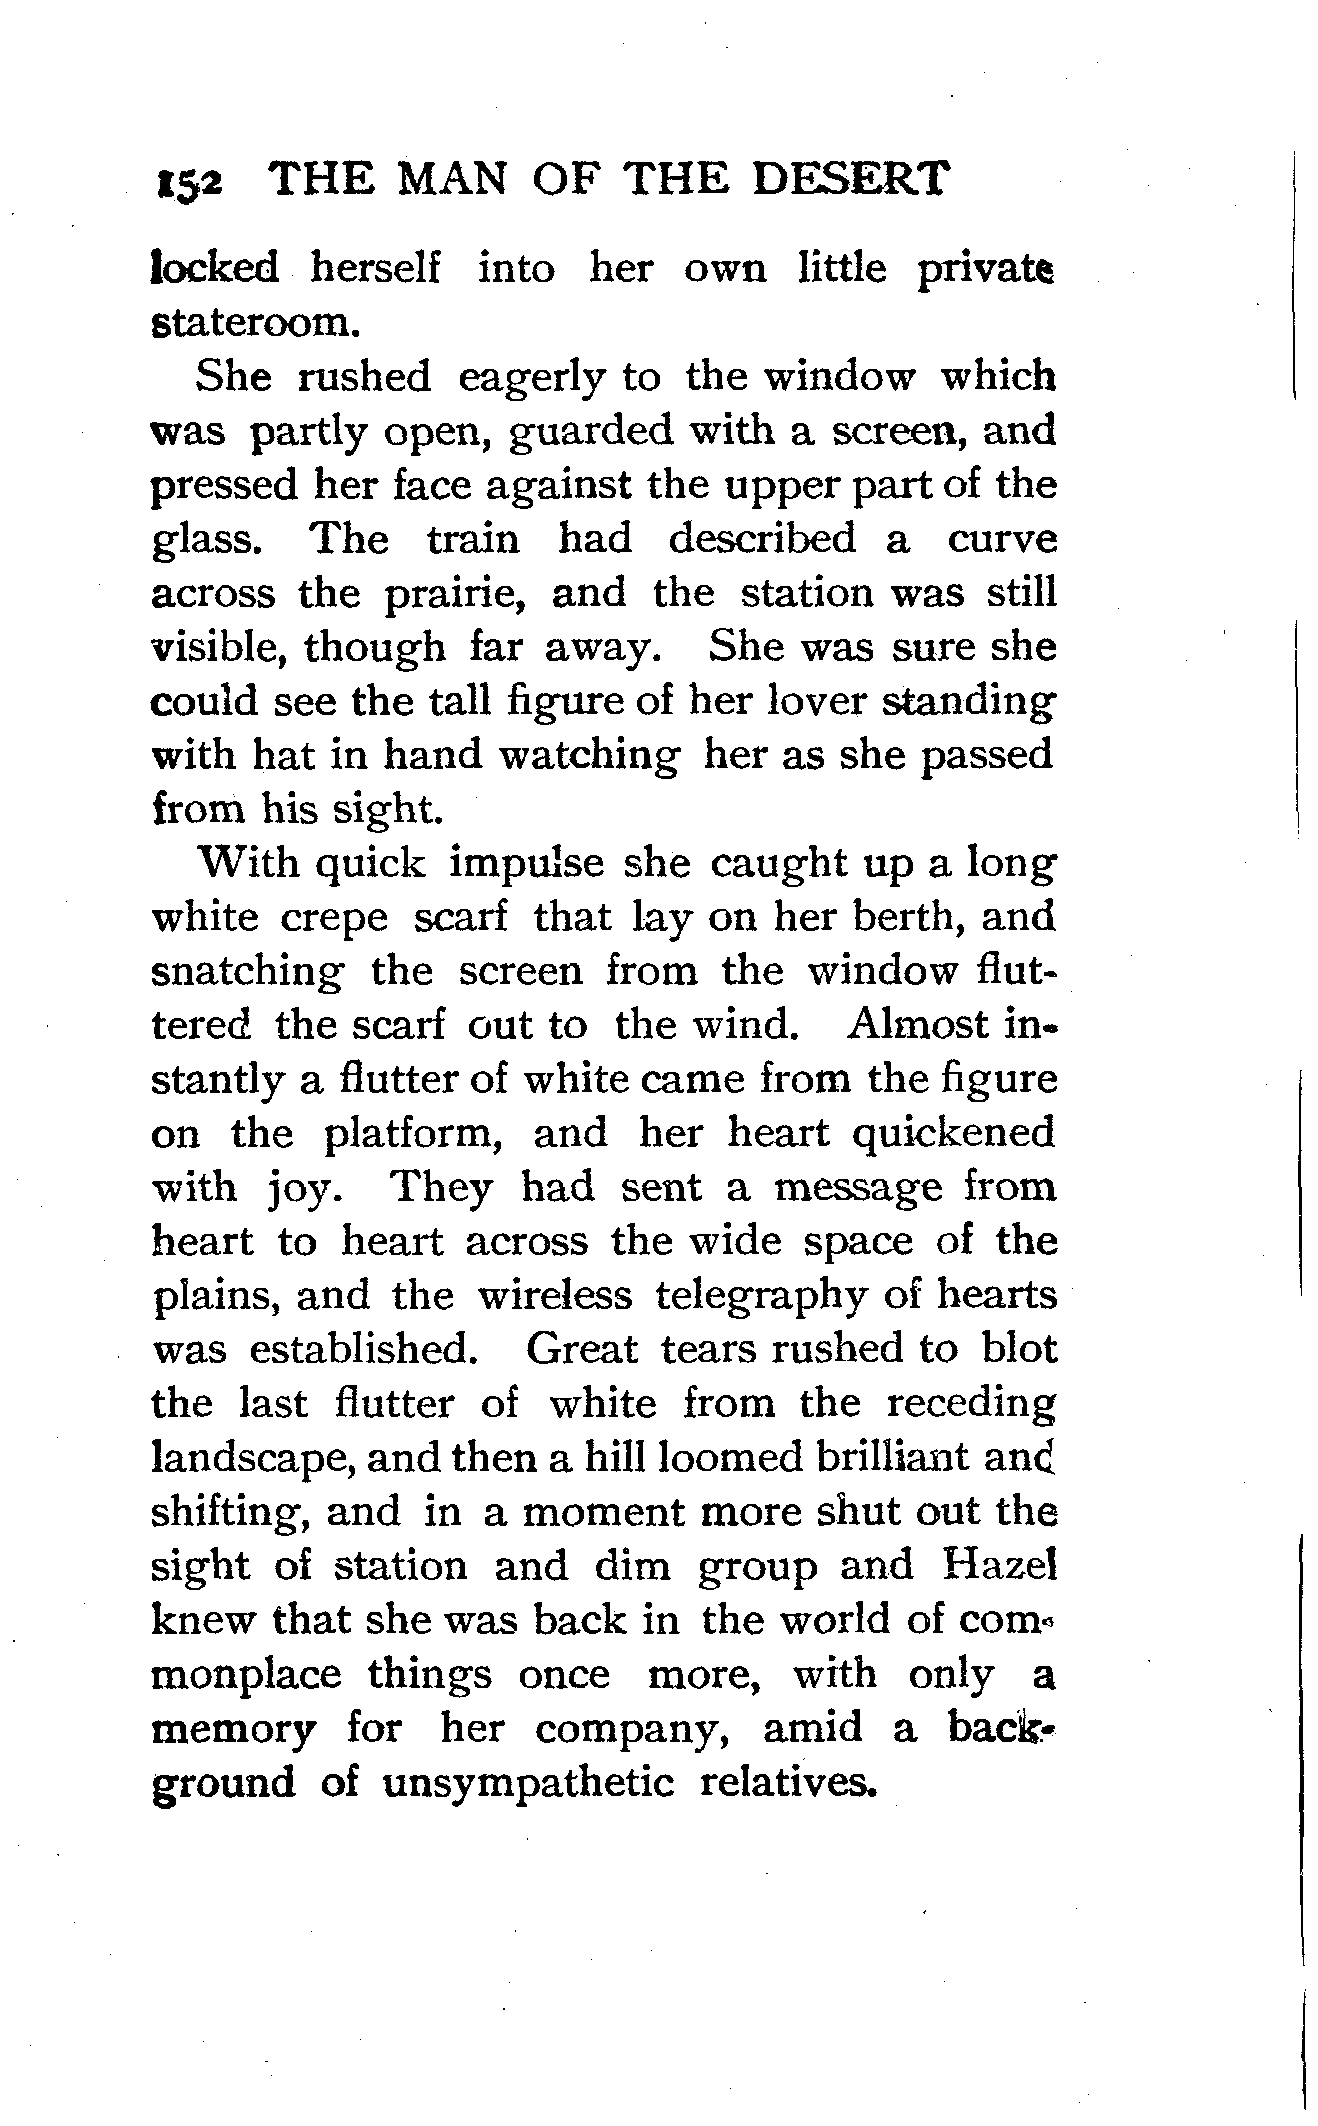 152 THE MAN OF THE DESERT
locked herself into her own little private
stateroom.
She rushed eagerly to the window which
was partly open, guarded with a screen, and
pressed her face against the upper part of the
glass. The train had described a curve
across the prairie, and the station was still
visible, though far away. She was sure she
could see the tall figure of her lover standing
with hat in hand watching her as she passed
from his sight.
With quick impulse she caught up a long
white crepe scarf that lay on her berth, and
snatching the screen from the window flut-
tered the scarf out to the wind. Almost in-
stantly a flutter of white came from the figure
on the platform, and her heart quickened
with joy. They had sent a message from
heart to heart across the wide space of the
plains, and the wireless telegraphy of hearts
was established. Great tears rushed to blot
the last flutter of white from the receding
landscape, and then a hill loomed brilliant and
shifting, and in a moment more shut out the
sight of station and dim group and Hazel
knew that she was back in the world of com-
monplace things once more, with only a
memory for her company, amid a back-
ground of unsympathetic relatives.